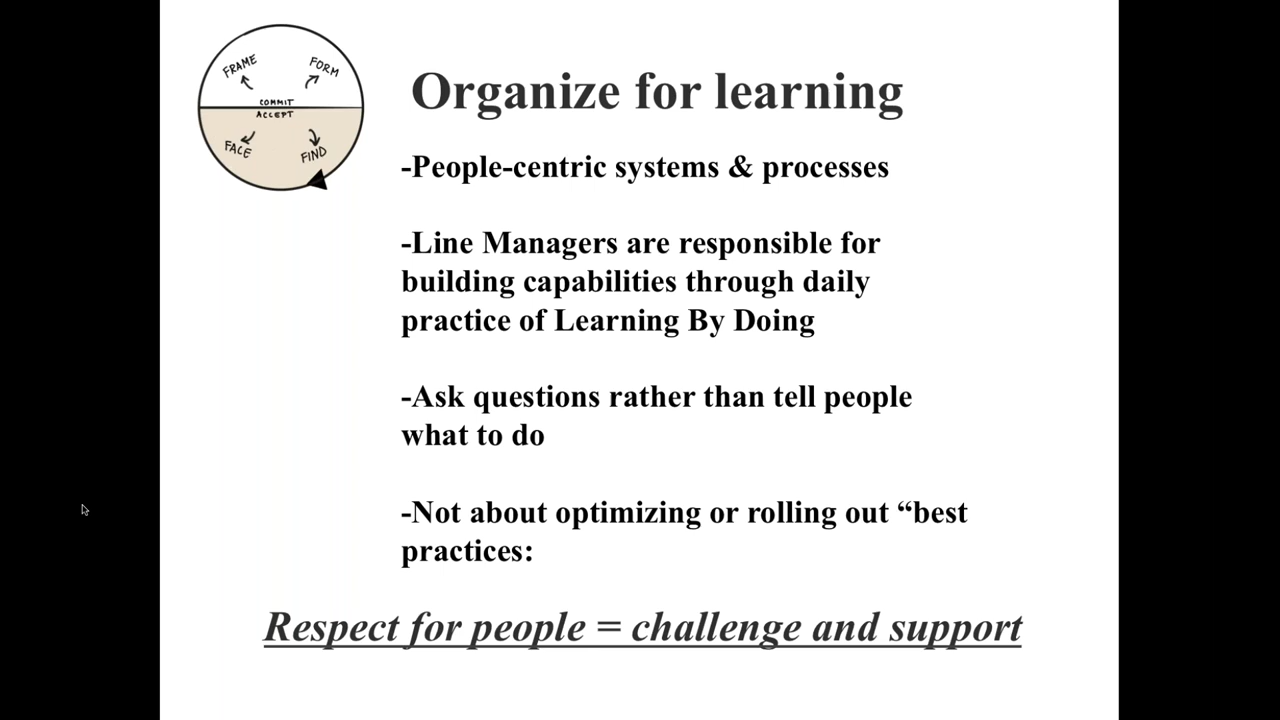 FRAME
FORM
COMMIT
ACCEPT
FACE
FIND
Organize for learning
-People-centric systems & processes
-Line Managers are responsible for
building capabilities through daily
practice of Learning By Doing
-Ask questions rather than tell people
what to do
-Not about optimizing or rolling out “best
practices:
Respect for people = challenge and support